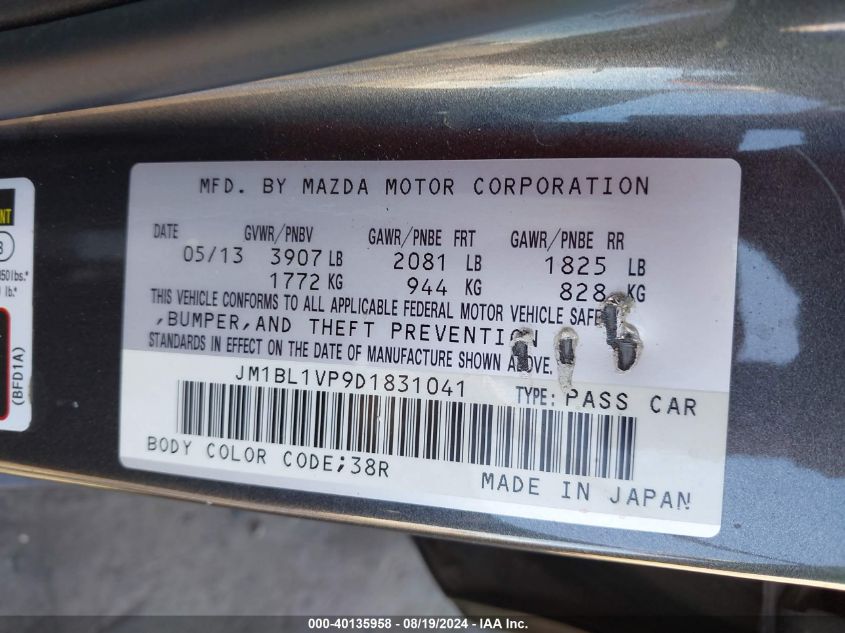 MFD. BY MAZDA MOTOR CORPORATION
DATE GVWR/PNBV GAWR/PNBE FRT GAWR/PNBE RR
05/13 3907 LB 2081 LB 1825 LB
1772 KG 944 KG 828 KG
THIS VEHICLE CONFORMS TO ALL APPLICABLE FEDERAL MOTOR VEHICLE
,BUMPER,AND THEFT PREVENTION
STANDARDS IN EFFECT ON THE DATE OF MANUFACTURE SHOWN ABOVE.
JM1BL1VP9D1831041 TYPE: PASS CAR
BODY COLOR CODE;38R
MADE IN JAPAN
(BFD1A)
000-40135958 - 08/19/2024 - IAA Inc.